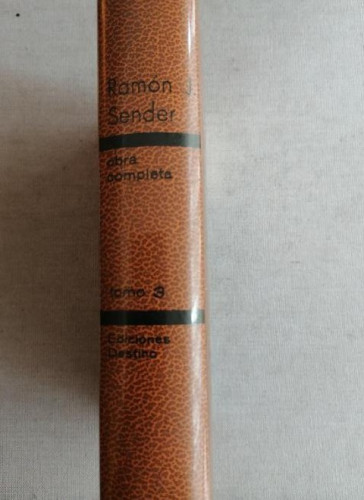 Ramón J.
Sender
obra
completa
tomo 3
Ediciones
Destino